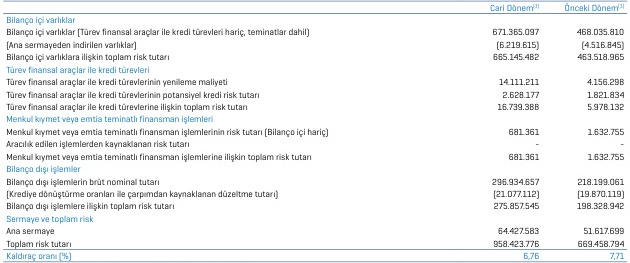 Cari Dönem(1) Önceki Dönem(1)
Bilanço içi varlıklar
Bilanço içi varlıklar (Türev finansal araçlar ile kredi türevleri hariç, teminatlar dahil) 671.365.097 468.035.810
(Ana sermayeden indirilen varlıklar) (6.219.615) (4.516.845)
Bilanço içi varlıklara ilişkin toplam risk tutarı 665.145.482 463.518.965
Türev finansal araçlar ile kredi türevleri
Türev finansal araçlar ile kredi türevlerinin yenileme maliyeti 14.111.211 4.156.298
Türev finansal araçlar ile kredi türevlerinin potansiyel kredi risk tutarı 2.628.177 1.821.834
Türev finansal araçlar ile kredi türevlerine ilişkin toplam risk tutarı 16.739.388 5.978.132
Menkul kıymet veya emtia teminatlı finansman işlemleri
Menkul kıymet veya emtia teminatlı finansman işlemlerinin risk tutarı (Bilanço içi hariç) 681.361 1.632.755
Aracılık edilen işlemlerden kaynaklanan risk tutarı - -
Menkul kıymet veya emtia teminatlı finansman işlemlerine ilişkin toplam risk tutarı 681.361 1.632.755
Bilanço dışı işlemler
Bilanço dışı işlemlerin brüt nominal tutarı 296.934.657 218.199.061
(Krediye dönüştürme oranları ile çarpımdan kaynaklanan düzeltme tutarı) (21.077.112) (19.870.119)
Bilanço dışı işlemlere ilişkin toplam risk tutarı 275.857.545 198.328.942
Sermaye ve toplam risk
Ana sermaye 64.427.583 51.617.699
Toplam risk tutarı 958.423.776 669.458.794
Kaldıraç oranı (%) 6,76 7,71